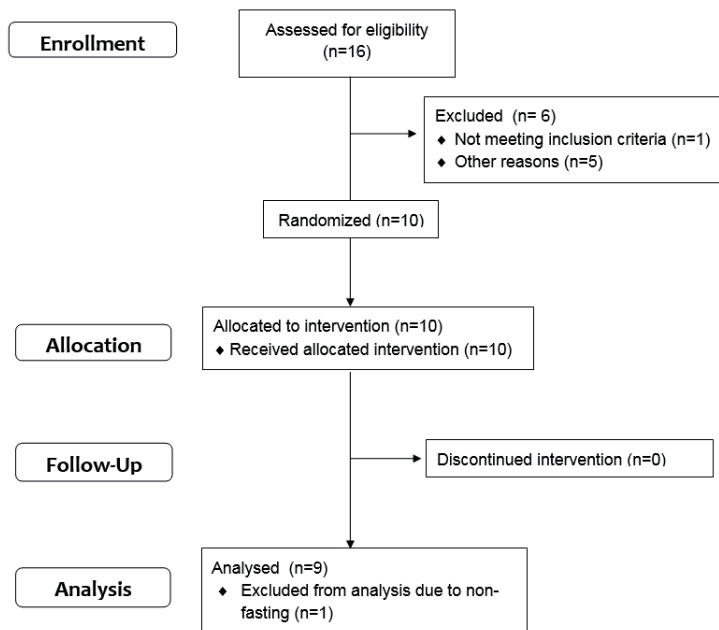 Enrollment
Assessed for eligibility
(n=16)
Excluded (n= 6)
♦ Not meeting inclusion criteria (n=1)
♦ Other reasons (n=5)
Randomized (n=10)
Allocation
Allocated to intervention (n=10)
♦ Received allocated intervention (n=10)
Follow-Up
Discontinued intervention (n=0)
Analysis
Analysed (n=9)
♦ Excluded from analysis due to non-
fasting (n=1)